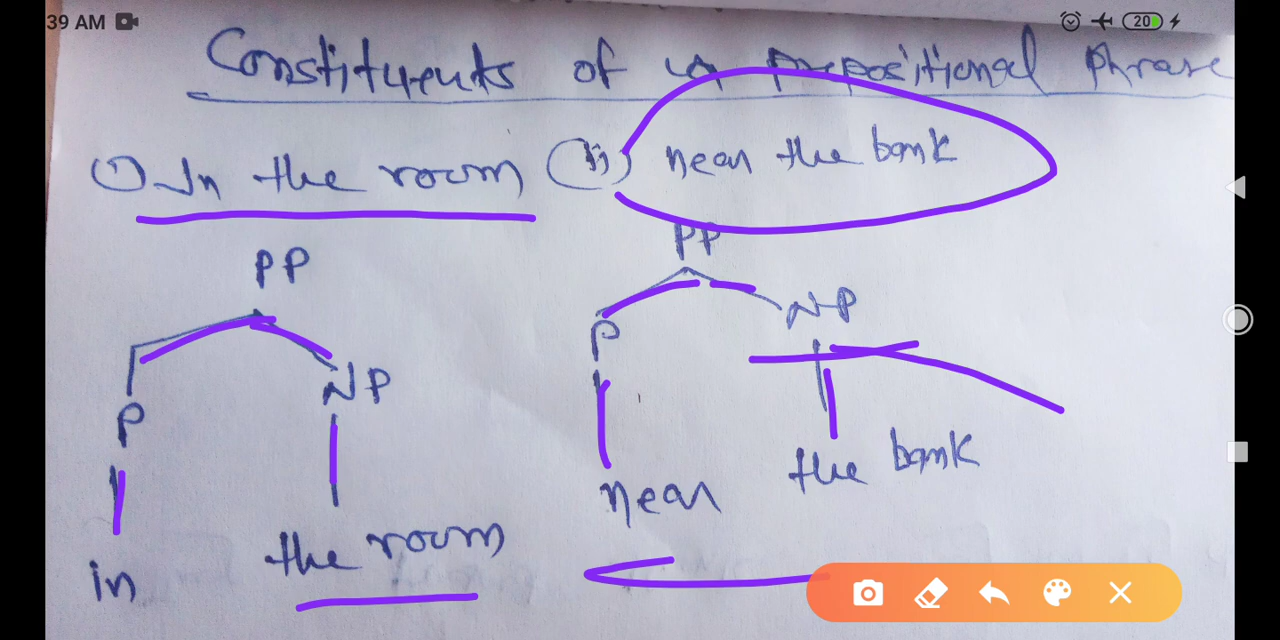 39 AM 20
Constituents of a prepositional phrase
(i) In the room (ii) near the bank
PP PP
P NP P NP
in the room near the bank